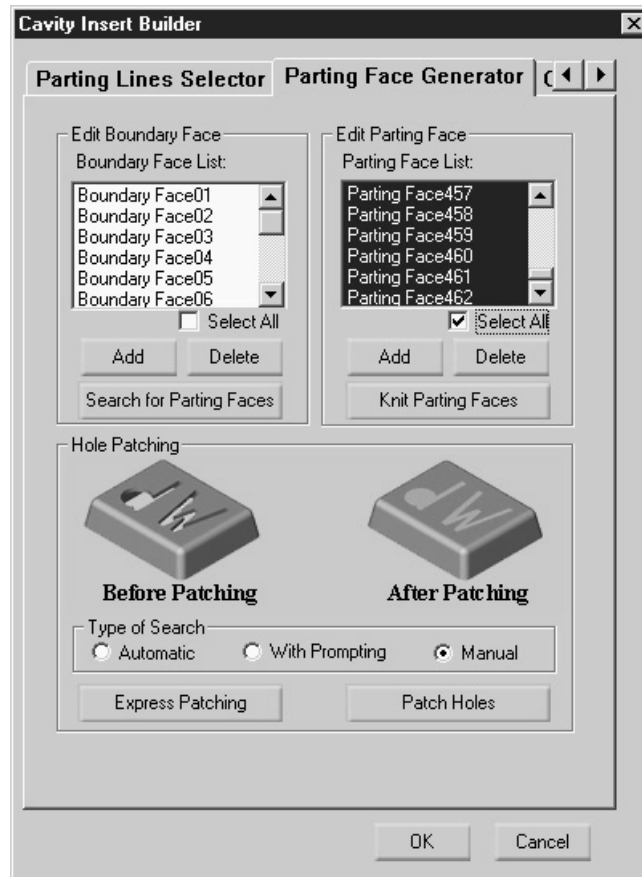 Cavity Insert Builder
Parting Lines Selector
Parting Face Generator
Edit Boundary Face
Boundary Face List:
Boundary Face01
Boundary Face02
Boundary Face03
Boundary Face04
Boundary Face05
Boundary Face06
Select All
Add
Delete
Search for Parting Faces
Edit Parting Face
Parting Face List:
Parting Face457
Parting Face458
Parting Face459
Parting Face460
Parting Face461
Parting Face462
Select All
Add
Delete
Knit Parting Faces
Hole Patching
Before Patching
After Patching
Type of Search
Automatic
With Prompting
Manual
Express Patching
Patch Holes
OK
Cancel